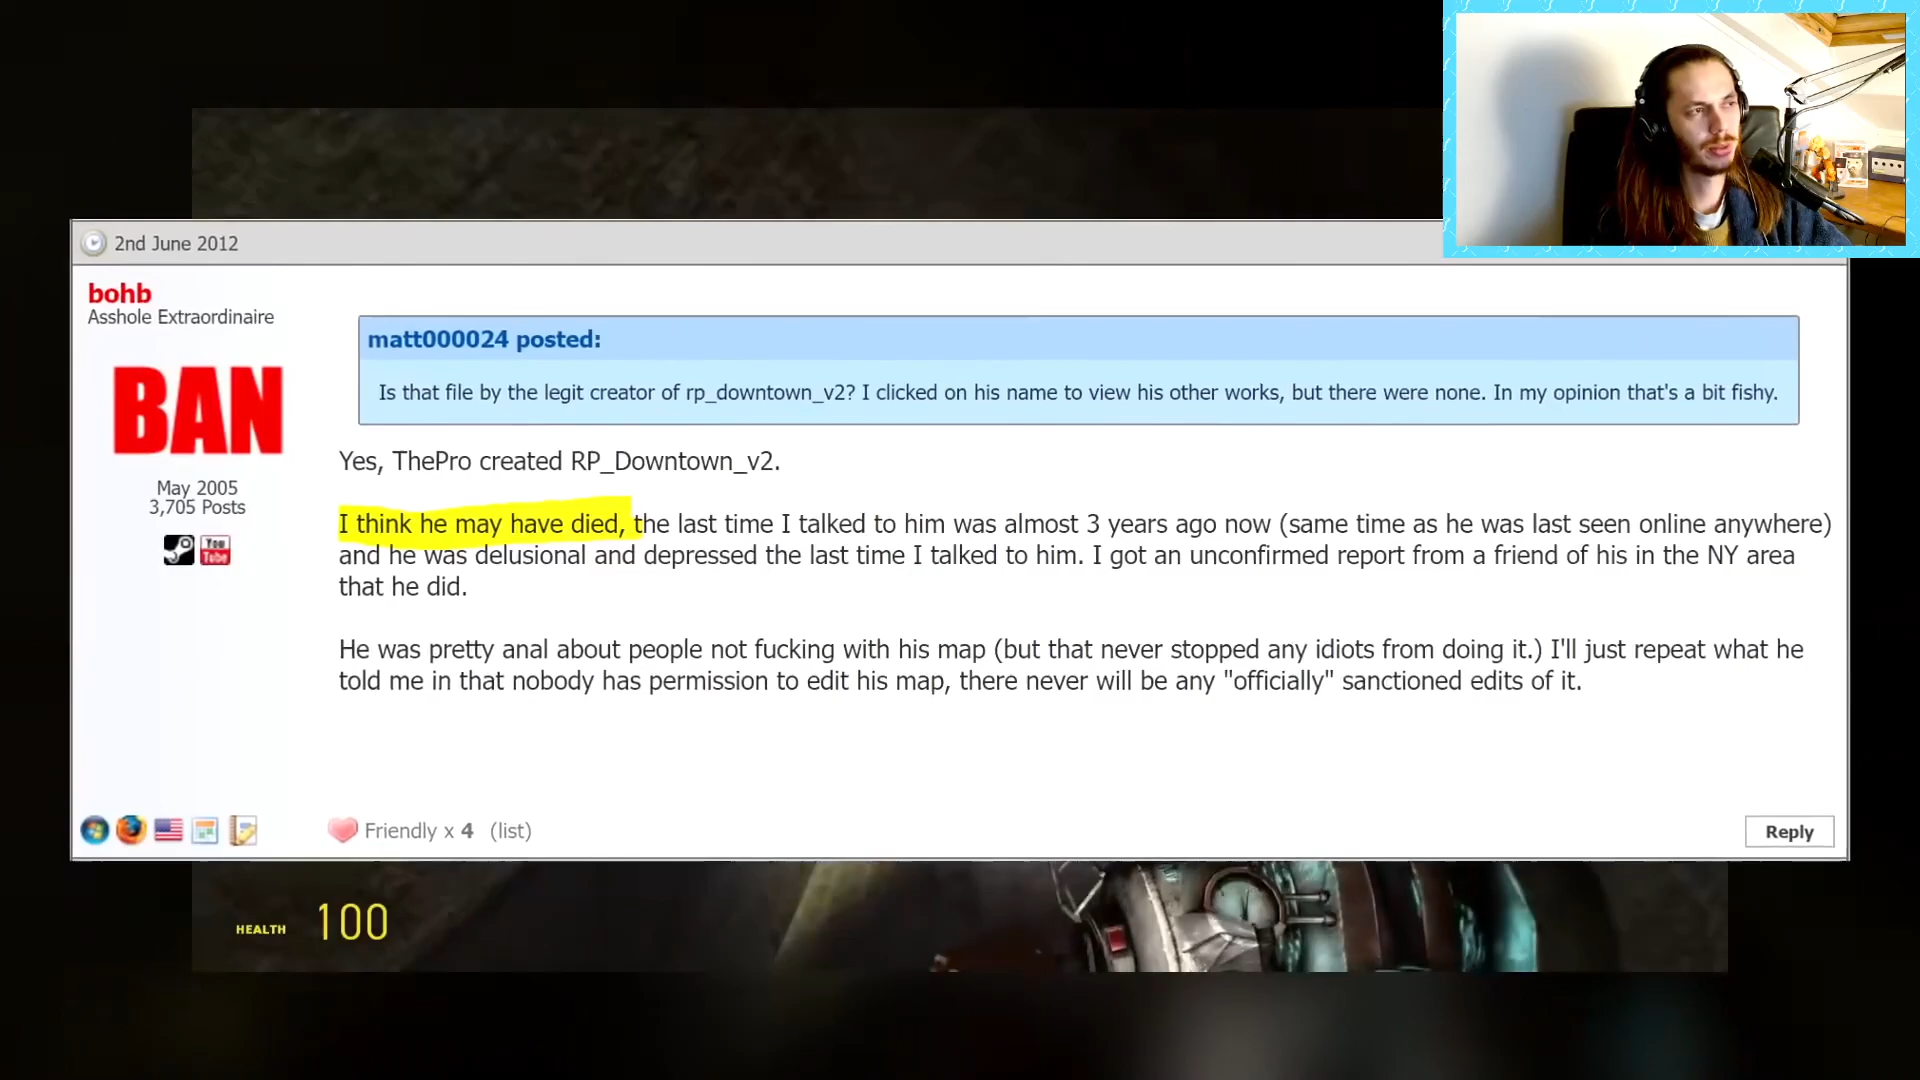 2nd June 2012
bohb
Asshole Extraordinaire
BAN
May 2005
3,705 Posts
You
Tube
matt000024 posted:
Is that file by the legit creator of rp_downtown_v2? I clicked on his name to view his other works, but there were none. In my opinion that's a bit fishy.
Yes, ThePro created RP_Downtown_v2.
I think he may have died, the last time I talked to him was almost 3 years ago now (same time as he was last seen online anywhere)
and he was delusional and depressed the last time I talked to him. I got an unconfirmed report from a friend of his in the NY area
that he did.
He was pretty anal about people not fucking with his map (but that never stopped any idiots from doing it.) I'll just repeat what he
told me in that nobody has permission to edit his map, there never will be any "officially" sanctioned edits of it.
Friendly x 4 (list)
Reply
HEALTH 100